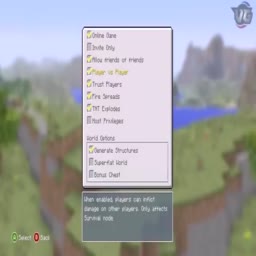 Online Game
Invite Only
Allow friends of friends
Player vs Player
Trust Players
Fire Spreads
TNT Explodes
Host Privileges
World Options
Generate Structures
Superflat World
Bonus Chest
When enabled, players can inflict
damage on other players. Only affects
Survival mode
A Select B Back